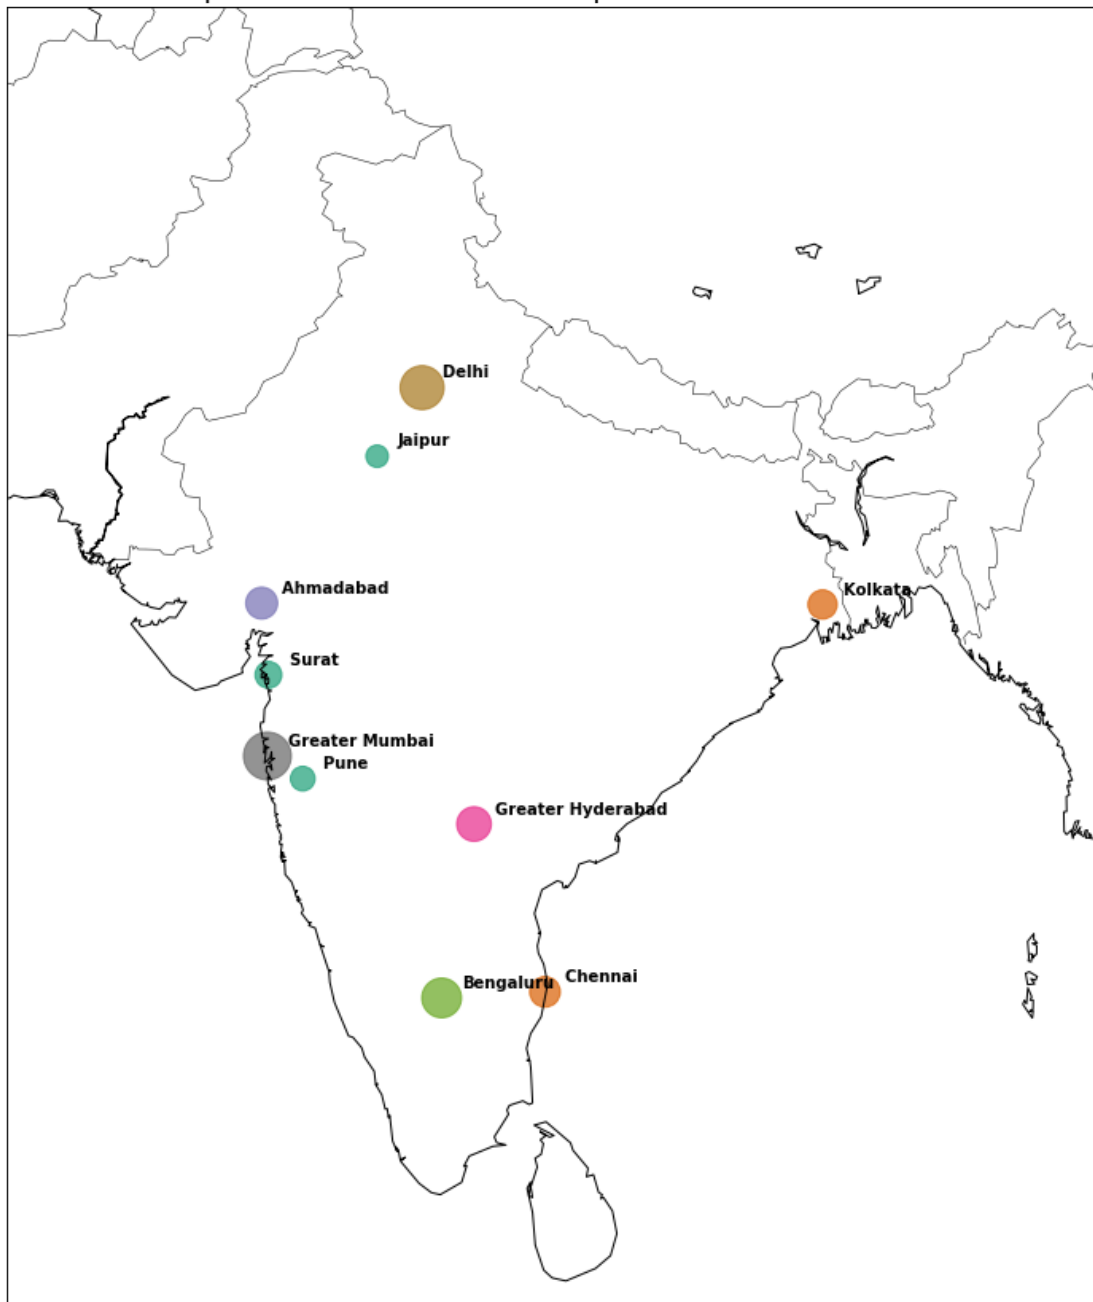 Delhi
Jaipur
Ahmadabad
Kolkata
Surat
Greater Mumbai
Pune
Greater Hyderabad
Chennai
Bengaluru